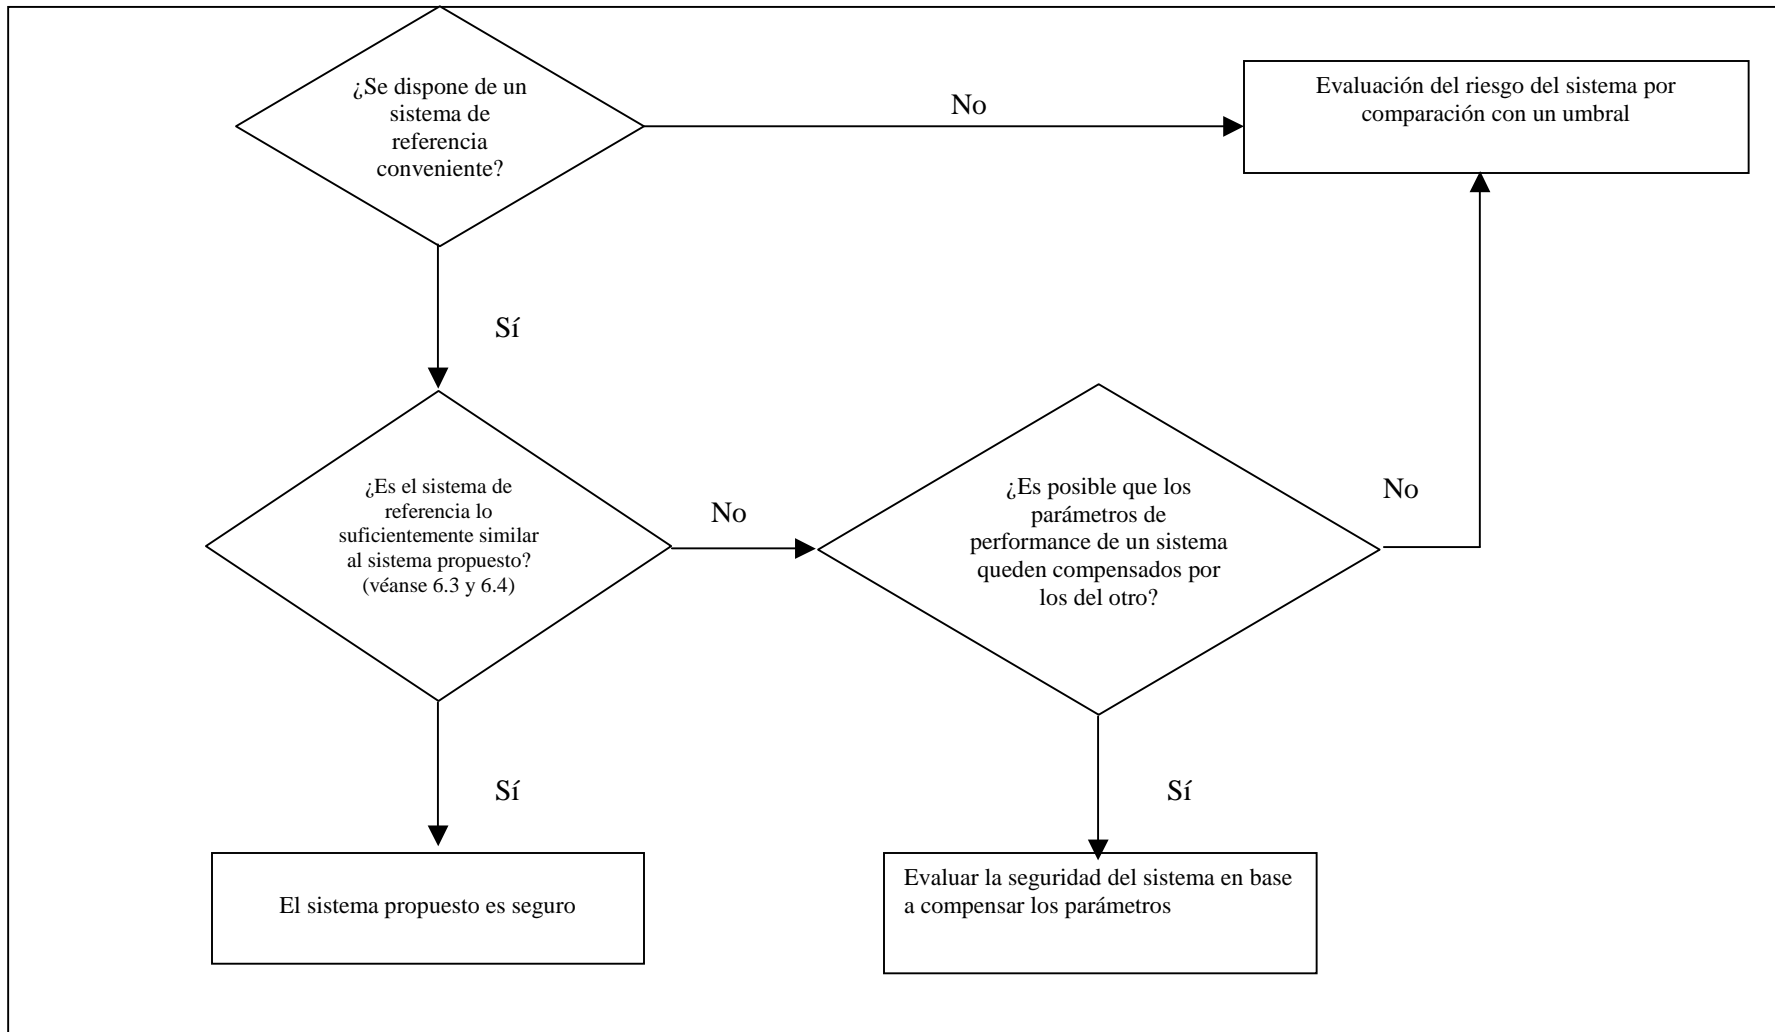 ¿Se dispone de un
sistema de
referencia
conveniente?
No
Evaluación del riesgo del sistema por
comparación con un umbral
Sí
¿Es el sistema de
referencia lo
suficientemente similar
al sistema propuesto?
(véanse 6.3 y 6.4)
No
¿Es posible que los
parámetros de
performance de un sistema
queden compensados por
los del otro?
No
Sí
Sí
El sistema propuesto es seguro
Evaluar la seguridad del sistema en base
a compensar los parámetros